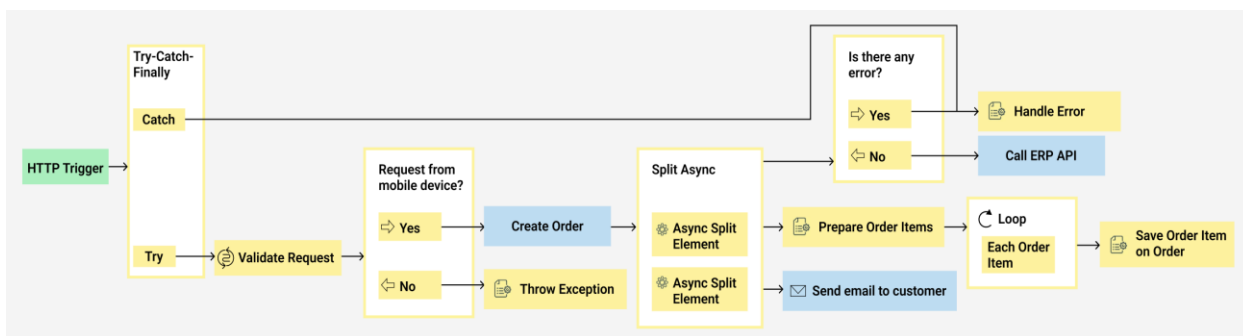 HTTP Trigger
Try-Catch-
Finally
Catch
Try
Validate Request
Request from
mobile device?
Yes
No
Create Order
Throw Exception
Split Async
Async Split
Element
Async Split
Element
Is there any
error?
Yes
No
Handle Error
Call ERP API
Prepare Order Items
Send email to customer
Loop
Each Order
Item
Save Order Item
on Order